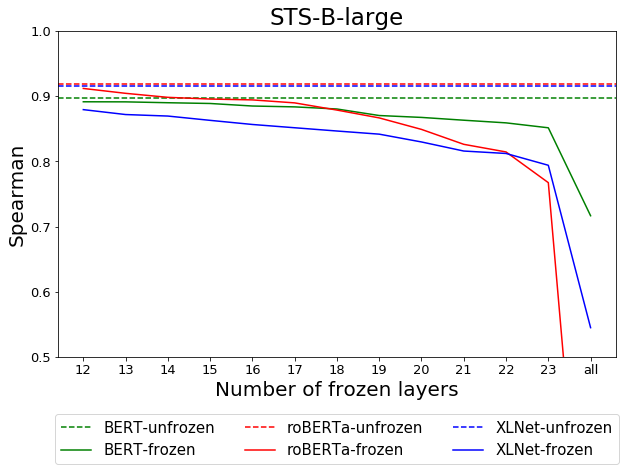 STS-B-large
1.0
0.9
0.8
0.7
0.6
0.5
Spearman
12 13 14 15 16 17 18 19 20 21 22 23 all
Number of frozen layers
BERT-unfrozen roBERTa-unfrozen XLNet-unfrozen
BERT-frozen roBERTa-frozen XLNet-frozen